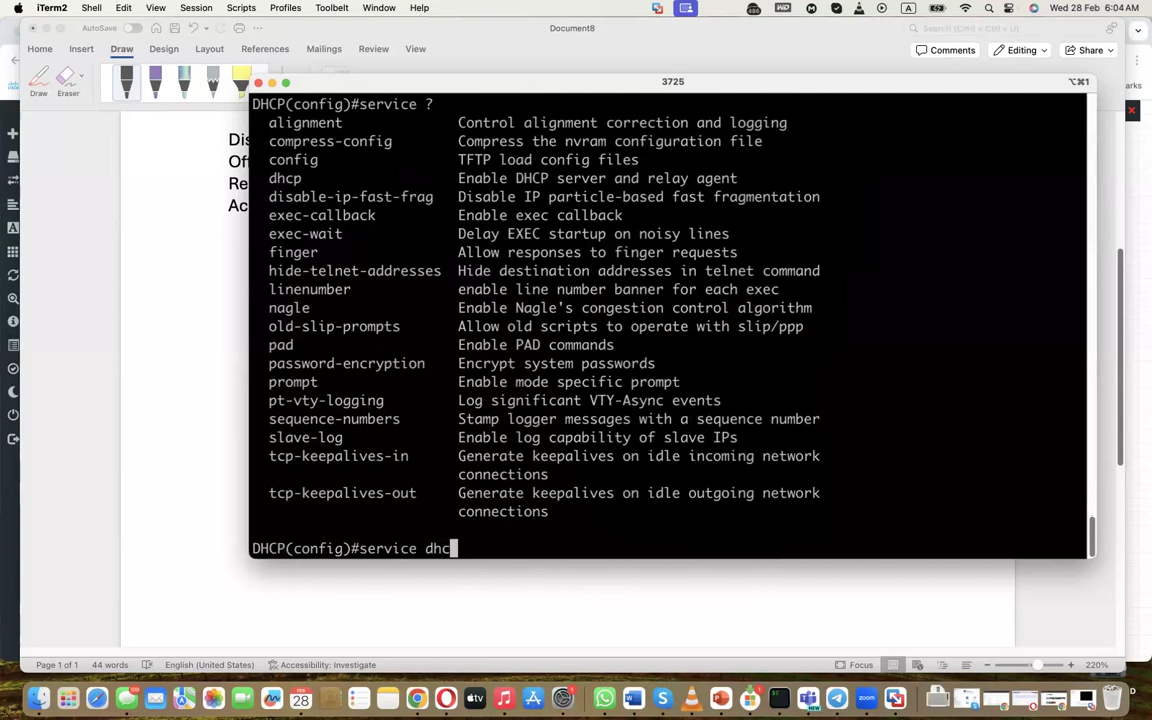 iTerm2 Shell Edit View Session Scripts Profiles Toolbelt Window Help
Wed 28 Feb 6:04 AM
AutoSave
Document8
Search (Cmd + Ctrl + U)
Home Insert Draw Design Layout References Mailings Review View
Comments Editing Share
Draw Eraser
3725
⌥⌘1
Dis
Off
Re
Ac
DHCP(config)#service ?
alignment Control alignment correction and logging
compress-config Compress the nvram configuration file
config TFTP load config files
dhcp Enable DHCP server and relay agent
disable-ip-fast-frag Disable IP particle-based fast fragmentation
exec-callback Enable exec callback
exec-wait Delay EXEC startup on noisy lines
finger Allow responses to finger requests
hide-telnet-addresses Hide destination addresses in telnet command
linenumber enable line number banner for each exec
nagle Enable Nagle's congestion control algorithm
old-slip-prompts Allow old scripts to operate with slip/ppp
pad Enable PAD commands
password-encryption Encrypt system passwords
prompt Enable mode specific prompt
pt-vty-logging Log significant VTY-Async events
sequence-numbers Stamp logger messages with a sequence number
slave-log Enable log capability of slave IPs
tcp-keepalives-in Generate keepalives on idle incoming network
connections
tcp-keepalives-out Generate keepalives on idle outgoing network
connections
DHCP(config)#service dhc
Page 1 of 1 44 words English (United States) Accessibility: Investigate
Focus
220%